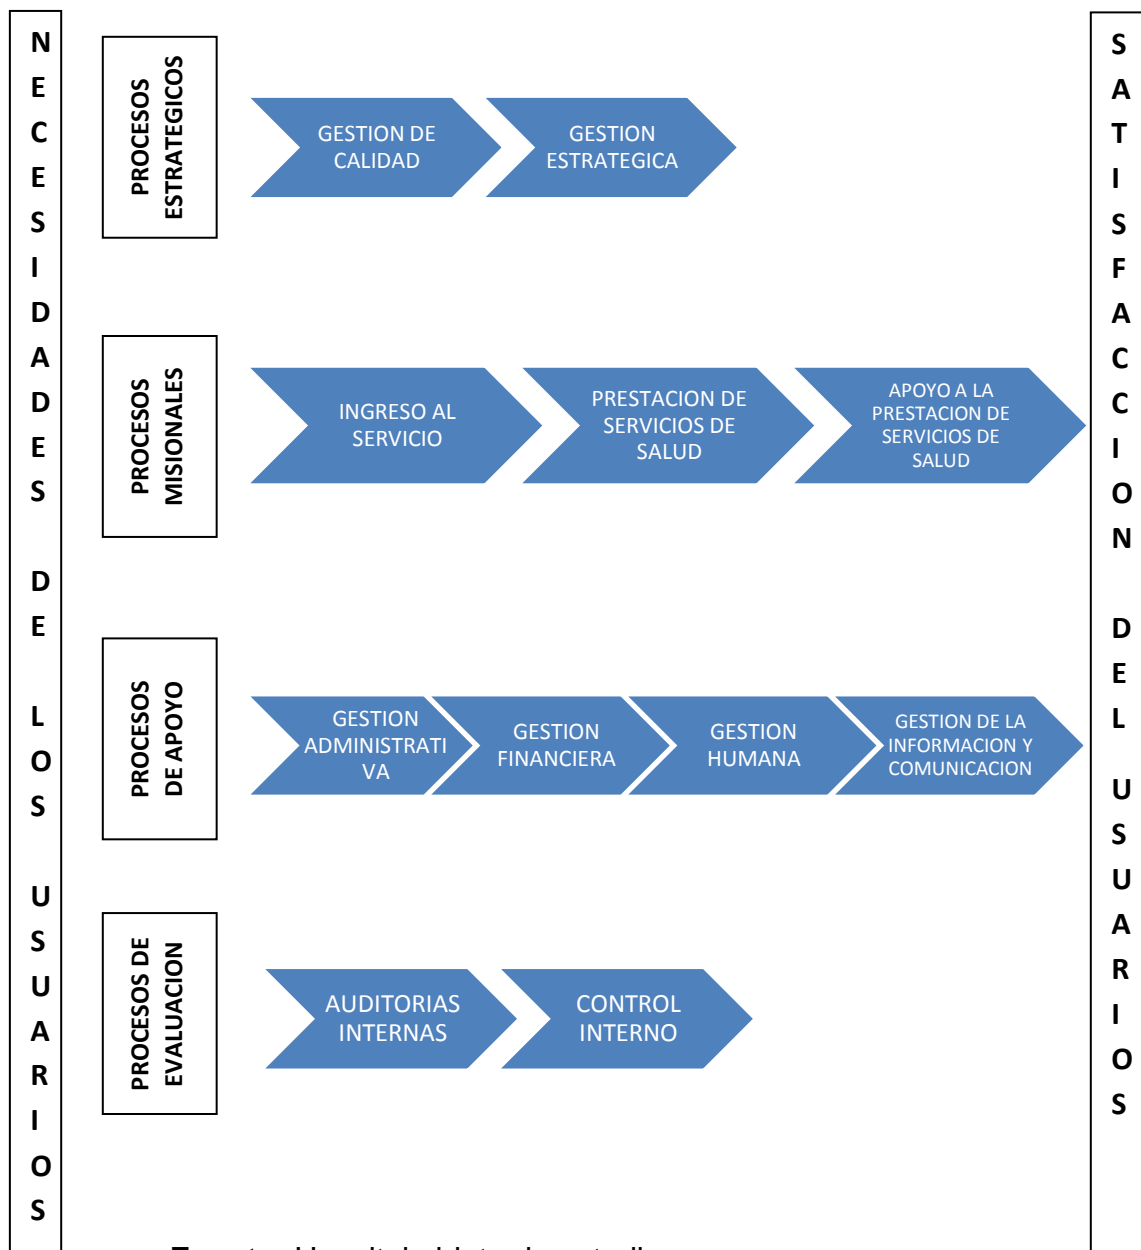 NECESIDADES DE LOS USUARIOS
PROCESOS
ESTRATEGICOS
GESTION DE
CALIDAD
GESTION
ESTRATEGICA
PROCESOS
MISIONALES
INGRESO AL
SERVICIO
PRESTACION DE
SERVICIOS DE
SALUD
APOYO A LA
PRESTACION DE
SERVICIOS DE
SALUD
PROCESOS
DE APOYO
GESTION
ADMINISTRATI
VA
GESTION
FINANCIERA
GESTION
HUMANA
GESTION DE LA
INFORMACION Y
COMUNICACION
PROCESOS DE
EVALUACION
AUDITORIAS
INTERNAS
CONTROL
INTERNO
SATISFACCION DEL USUARIOS